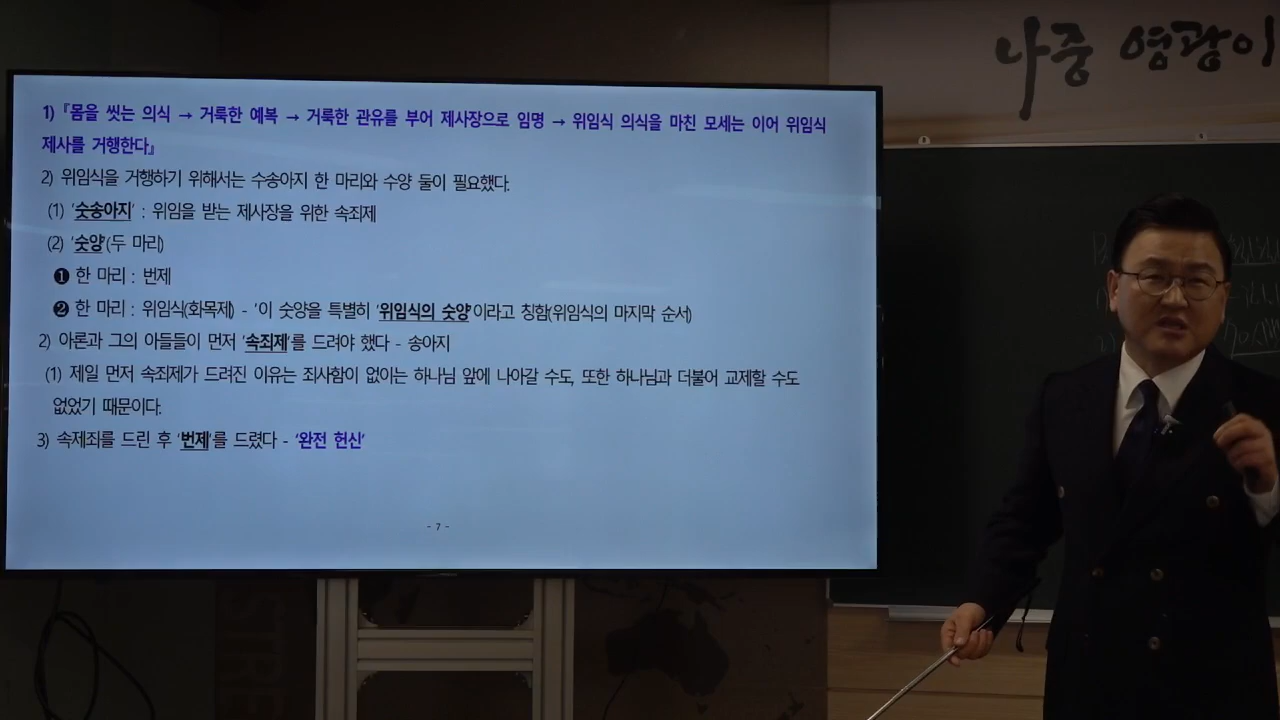 나중 영광이
1) 『몸을 씻는 의식 → 거룩한 예복 → 거룩한 관유를 부어 제사장으로 임명 → 위임식 의식을 마친 모세는 이어 위임식
제사를 거행한다』
2) 위임식을 거행하기 위해서는 수송아지 한 마리와 수양 둘이 필요했다.
(1) '숫송아지' : 위임을 받는 제사장을 위한 속죄제
(2) '숫양'(두 마리)
❶ 한 마리 : 번제
❷ 한 마리 : 위임식(화목제) - '이 숫양을 특별히 '위임식의 숫양'이라고 칭함(위임식의 마지막 순서)
2) 아론과 그의 아들들이 먼저 '속죄제'를 드려야 했다 - 송아지
(1) 제일 먼저 속죄제가 드러진 이유는 죄사함이 없이는 하나님 앞에 나아갈 수도, 또한 하나님과 더불어 교제할 수도
없었기 때문이다.
3) 속제죄를 드린 후 '번제'를 드렸다 - '완전 헌신'
- 7 -